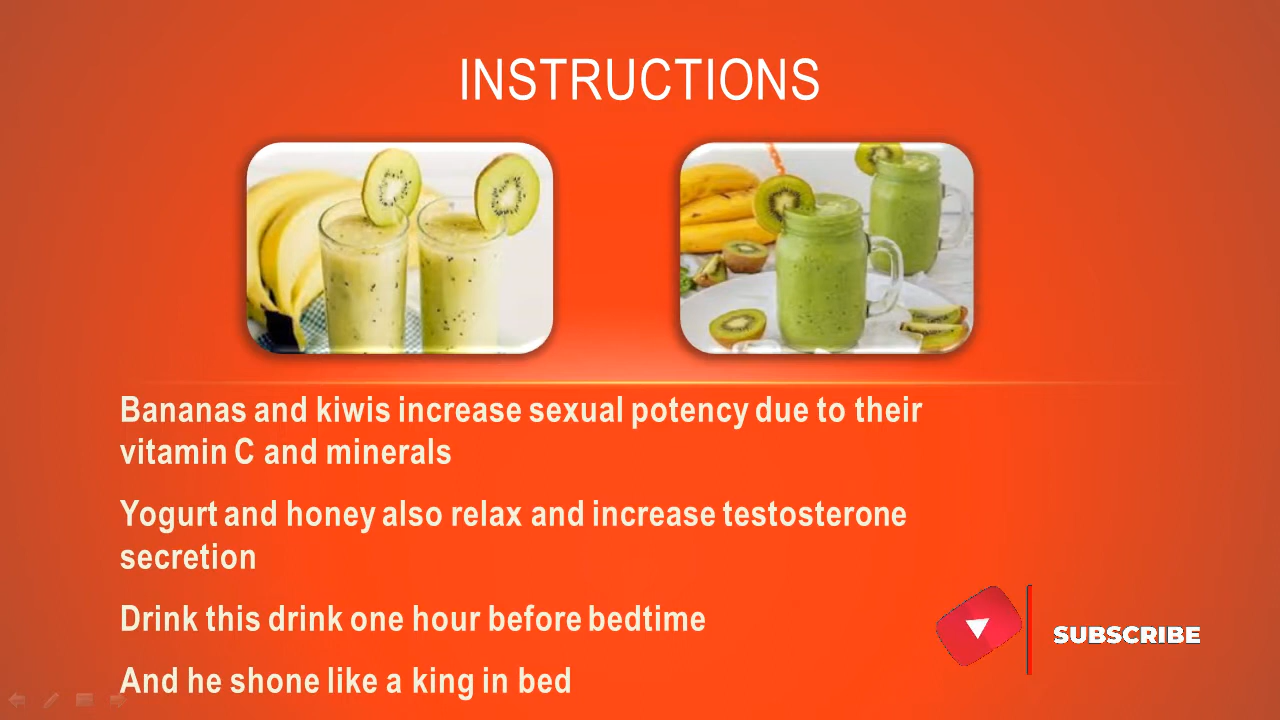 INSTRUCTIONS
Bananas and kiwis increase sexual potency due to their
vitamin C and minerals
Yogurt and honey also relax and increase testosterone
secretion
Drink this drink one hour before bedtime
SUBSCRIBE
And he shone like a king in bed